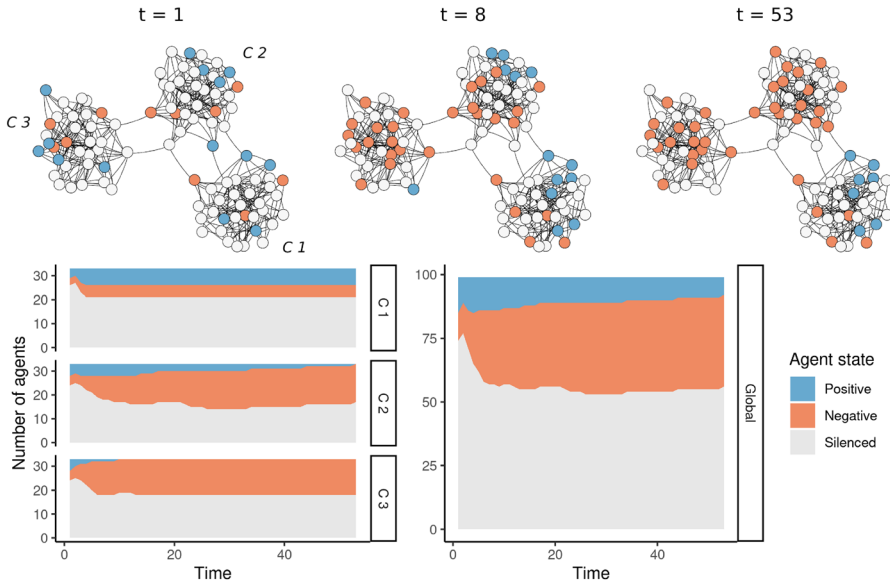 t = 1
t = 8
t = 53
C 2
C 3
C 1
Number of agents
30
20
10
0
C 1
30
20
10
0
C 2
30
20
10
0
C 3
0
20
40
Time
100
75
50
25
0
Global
0
20
40
Time
Agent state
Positive
Negative
Silenced